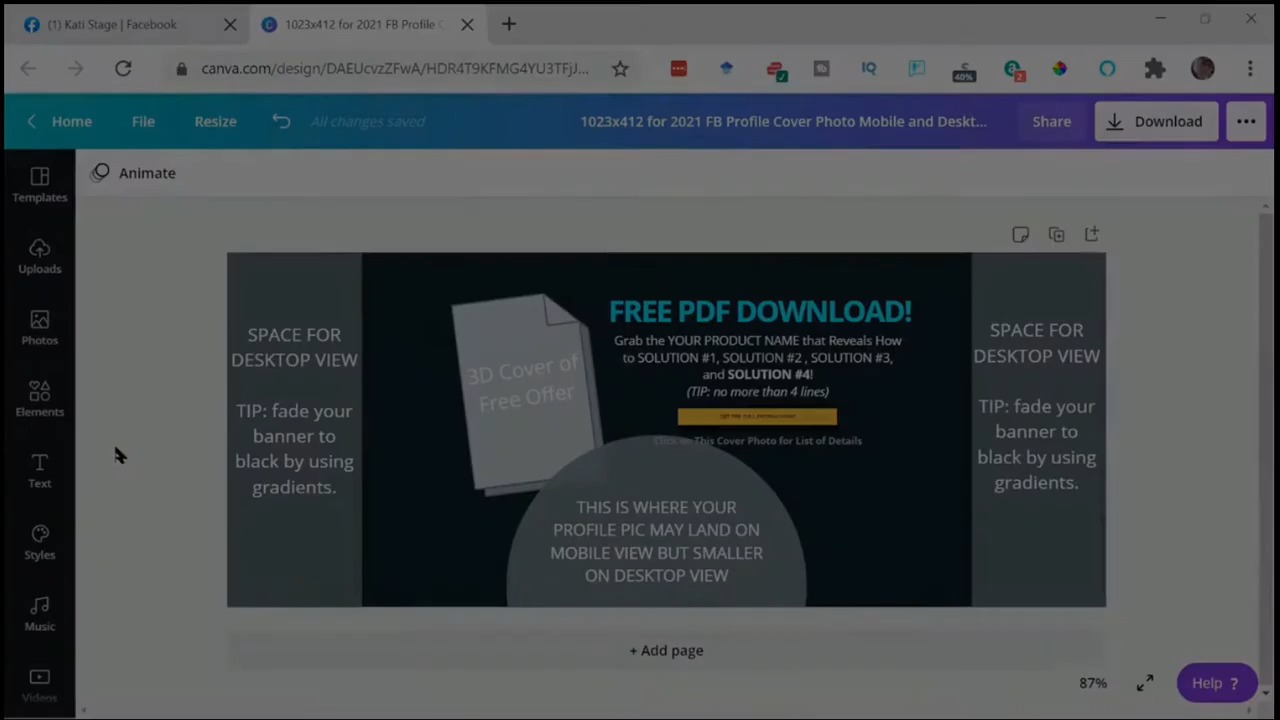 (1) Kati Stage | Facebook
1023x412 for 2021 FB Profile C
canva.com/design/DAEUcvzZFwA/HDR4T9KFMG4YU3TFjJ...
IQ
40%
2
Home
File
Resize
All changes saved
1023x412 for 2021 FB Profile Cover Photo Mobile and Deskt...
Share
Download
Animate
Templates
Uploads
Photos
Elements
Text
Styles
Music
Videos
SPACE FOR
DESKTOP VIEW
TIP: fade your
banner to
black by using
gradients.
3D Cover of
Free Offer
FREE PDF DOWNLOAD!
Grab the YOUR PRODUCT NAME that Reveals How
to SOLUTION #1, SOLUTION #2 , SOLUTION #3,
and SOLUTION #4!
(TIP: no more than 4 lines)
Click on This Cover Photo for List of Details
THIS IS WHERE YOUR
PROFILE PIC MAY LAND ON
MOBILE VIEW BUT SMALLER
ON DESKTOP VIEW
SPACE FOR
DESKTOP VIEW
TIP: fade your
banner to
black by using
gradients.
+ Add page
87%
Help ?